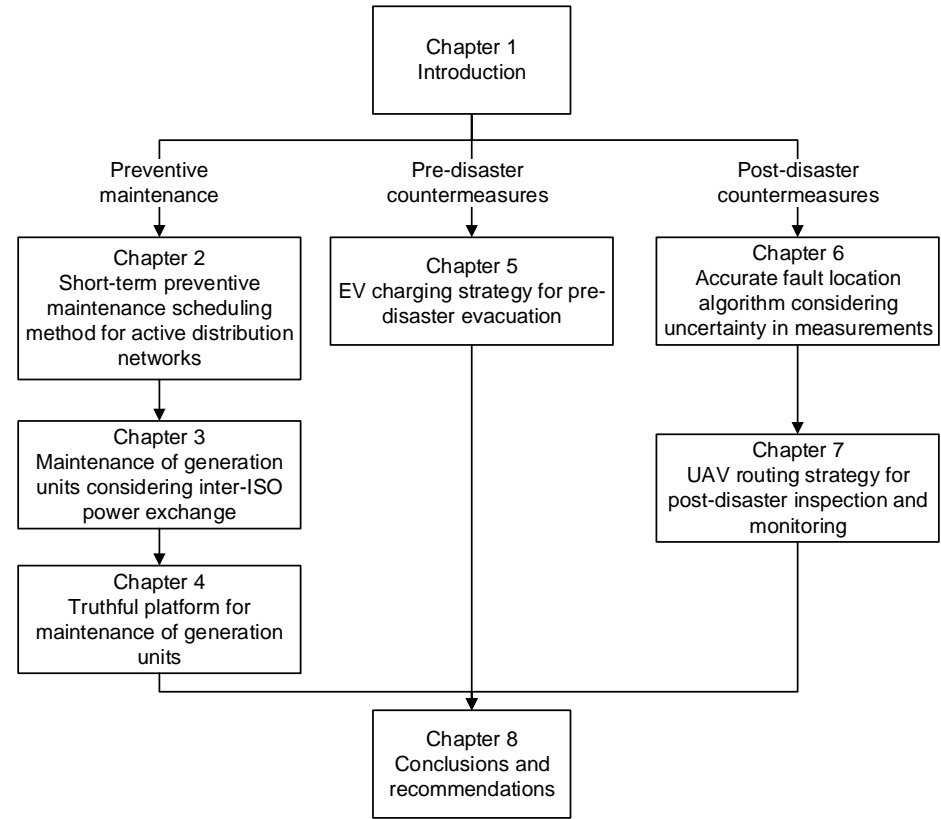 Chapter 1
Introduction
Preventive
maintenance
Pre-disaster
countermeasures
Post-disaster
countermeasures
Chapter 2
Short-term preventive
maintenance scheduling
method for active distribution
networks
Chapter 3
Maintenance of generation
units considering inter-ISO
power exchange
Chapter 4
Truthful platform for
maintenance of generation
units
Chapter 5
EV charging strategy for pre-
disaster evacuation
Chapter 6
Accurate fault location
algorithm considering
uncertainty in measurements
Chapter 7
UAV routing strategy for
post-disaster inspection and
monitoring
Chapter 8
Conclusions and
recommendations